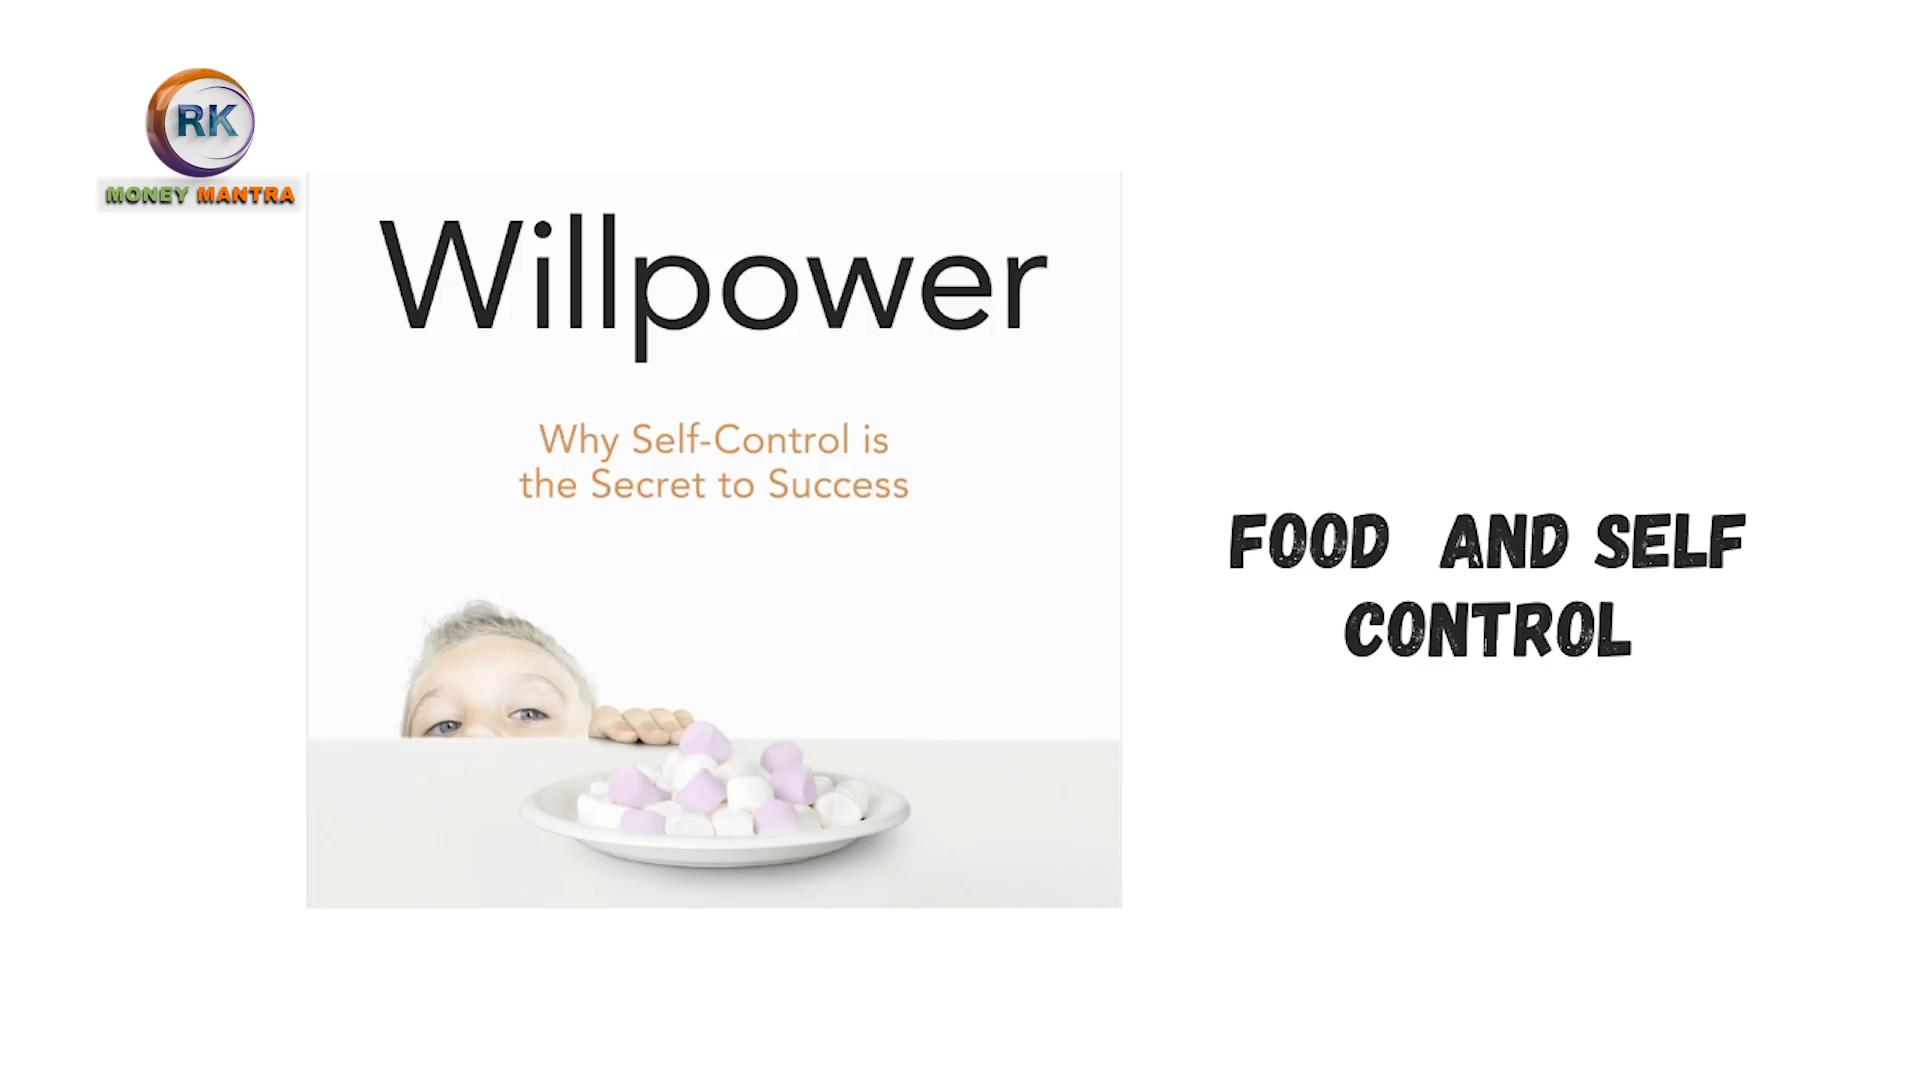 RK
MONEY MANTRA
Willpower
Why Self-Control is
the Secret to Success
FOOD AND SELF
CONTROL